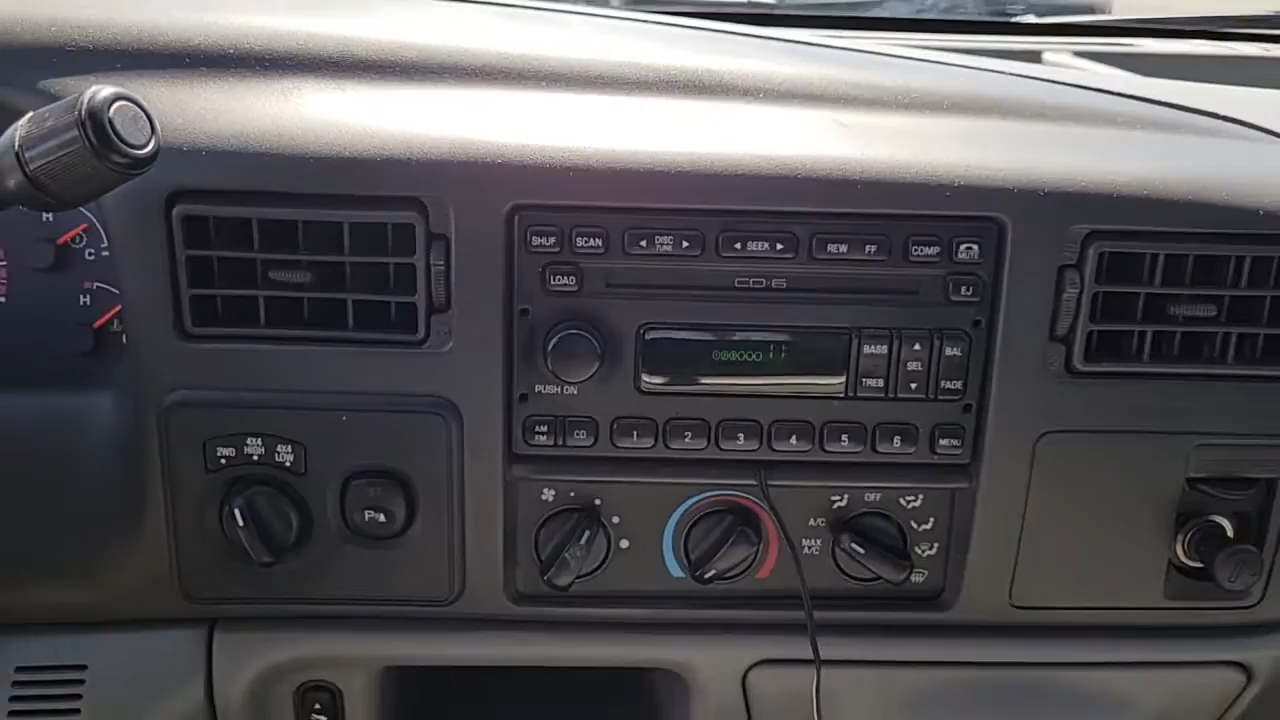 H
C
H
SHUF
SCAN
◄ DISC TUNE ►
◄ SEEK ►
REW FF
COMP
MUTE
LOAD
CD·6
EJ
PUSH ON
BASS
TREB
▲
SEL
▼
BAL
FADE
AM
FM
CD
1
2
3
4
5
6
MENU
2WD
4X4
HIGH
4X4
LOW
P
OFF
A/C
MAX
A/C